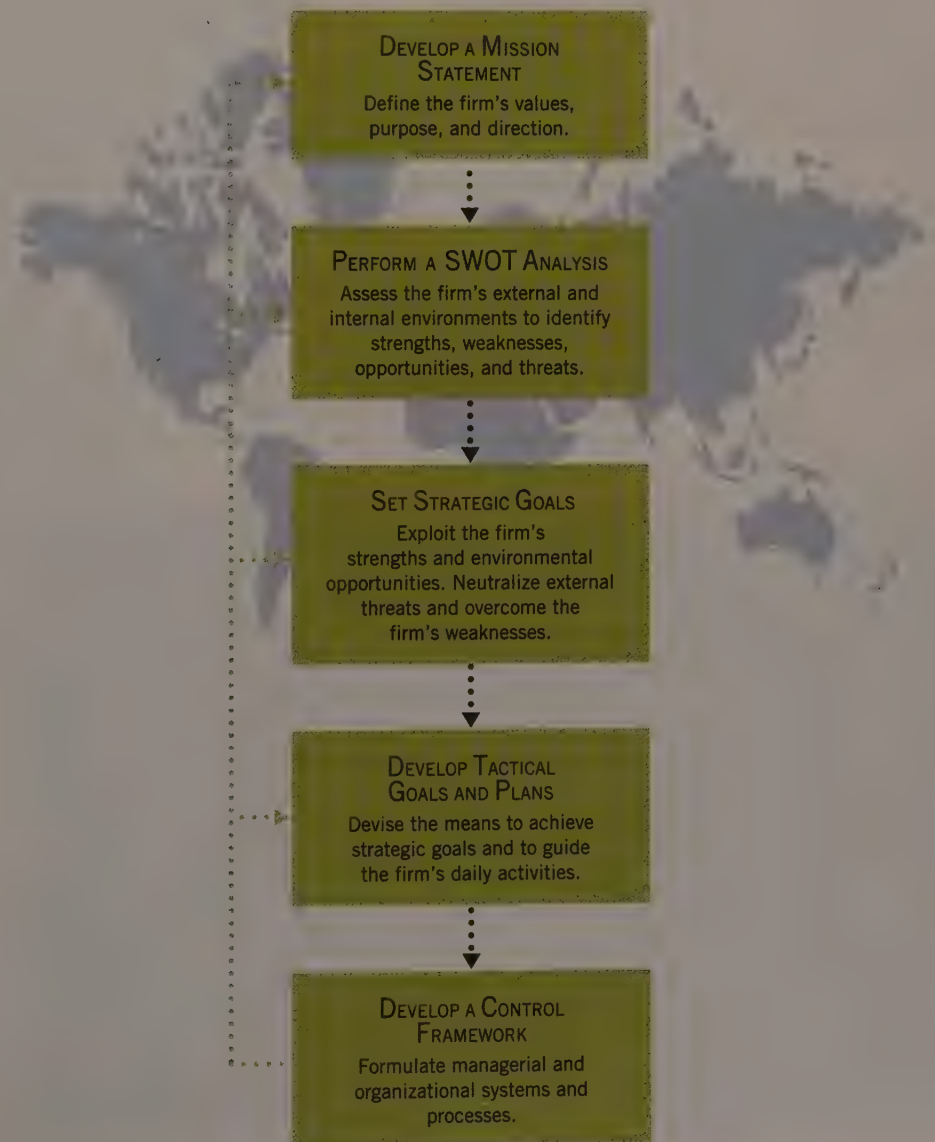 DEVELOP A MISSION
STATEMENT
Define the firm's values,
purpose, and direction.
PERFORM A SWOT ANALYSIS
Assess the firm's external and
internal environments to identify
strengths, weaknesses,
opportunities, and threats.
SET STRATEGIC GOALS
Exploit the firm's
strengths and environmental
opportunities. Neutralize external
threats and overcome the
firm's weaknesses.
DEVELOP TACTICAL
GOALS AND PLANS
Devise the means to achieve
strategic goals and to guide
the firm's daily activities.
DEVELOP A CONTROL
FRAMEWORK
Formulate managerial and
organizational systems and
processes.